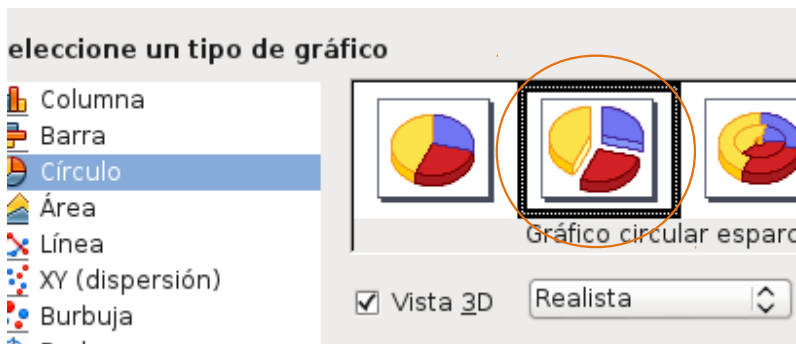 eleccione un tipo de gráfico
Columna
Barra
Círculo
Área
Línea
XY (dispersión)
Burbuja
Gráfico circular esparc
Vista 3D
Realista